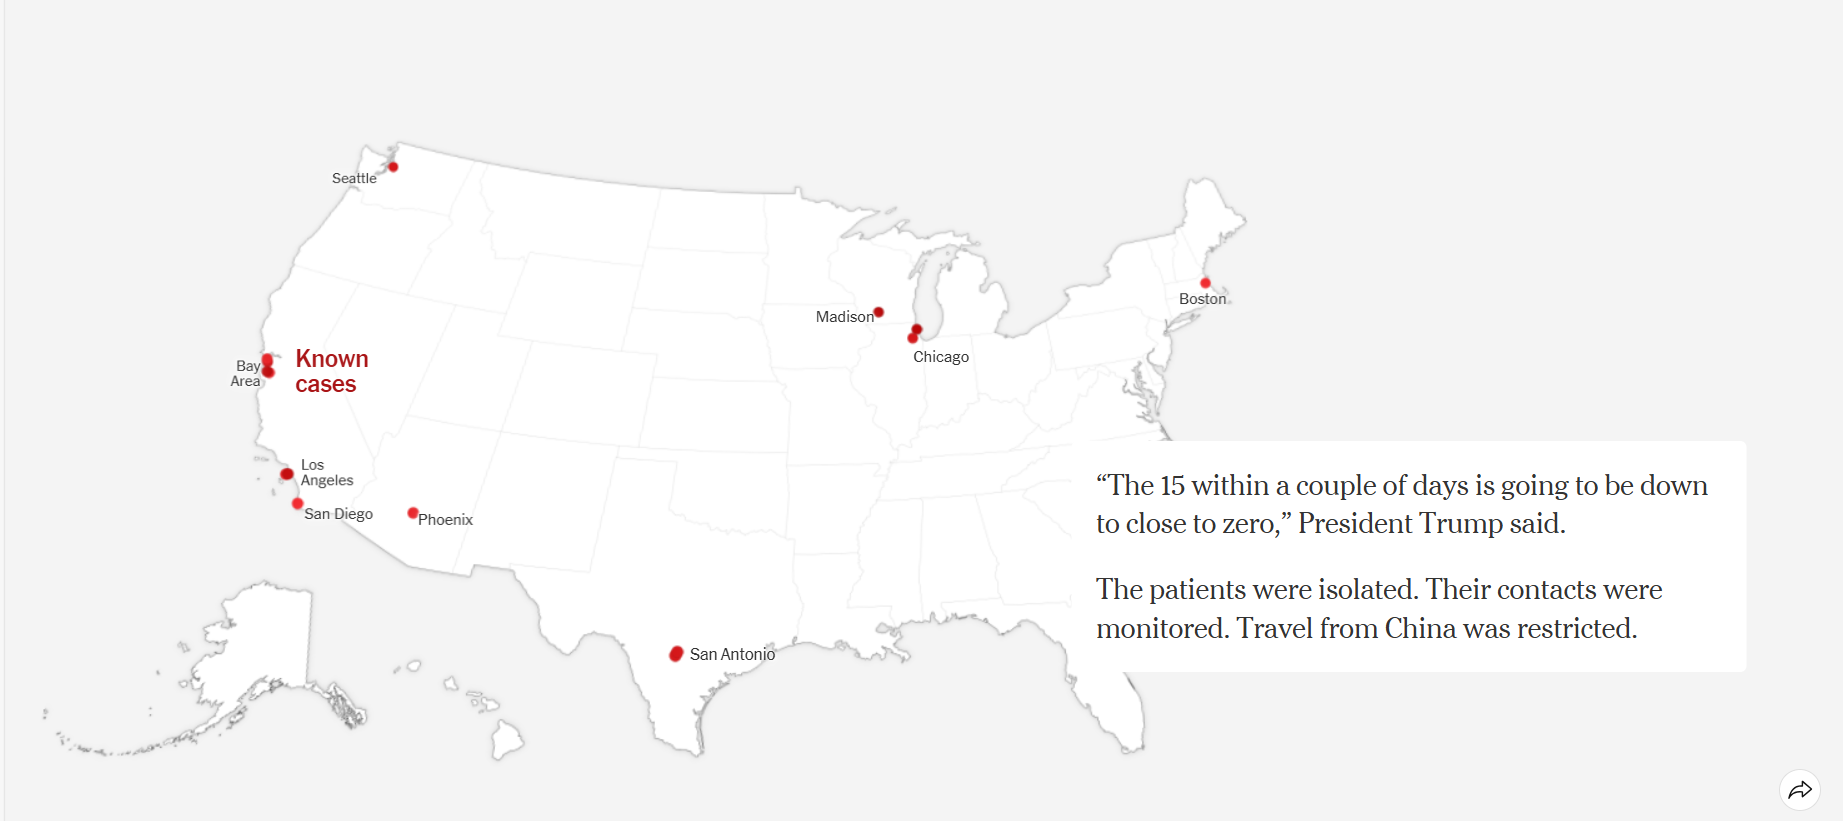 Seattle
Madison
Boston
Chicago
Bay
Area
Known
cases
Los
Angeles
San Diego
Phoenix
San Antonio
“The 15 within a couple of days is going to be down
to close to zero,” President Trump said.
The patients were isolated. Their contacts were
monitored. Travel from China was restricted.